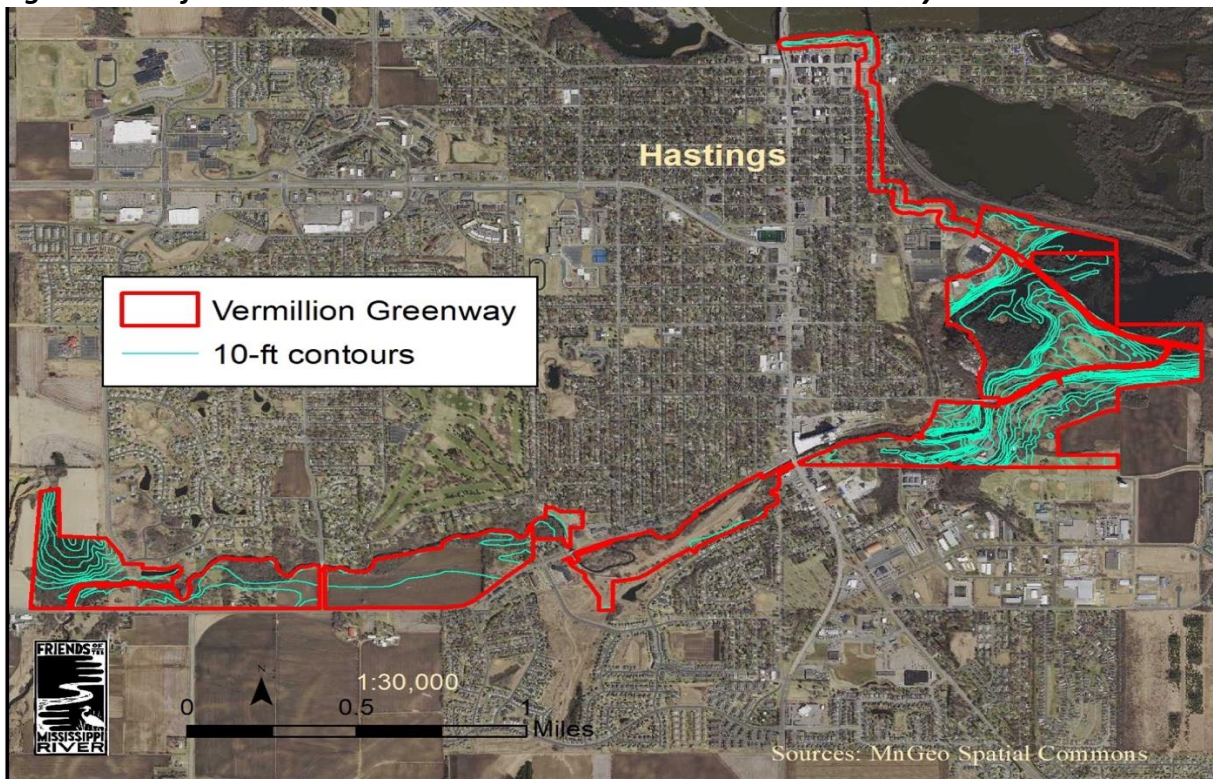 Hastings
Vermillion Greenway
10-ft contours
FRIENDS OF THE
MISSISSIPPI
RIVER
N
1:30,000
0 0.5 1
Miles
Sources: MnGeo Spatial Commons